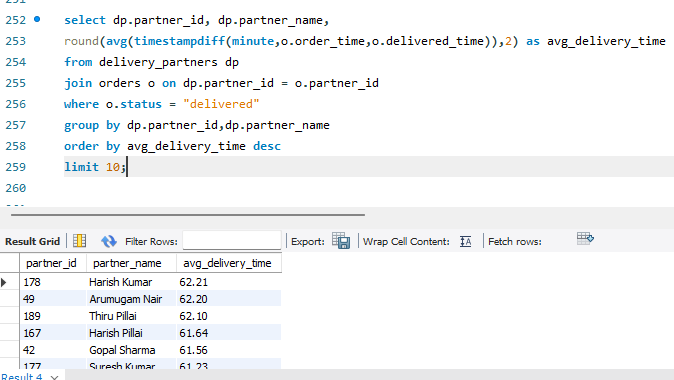 252 select dp.partner_id, dp.partner_name,
253 round(avg(timestampdiff(minute,o.order_time,o.delivered_time)),2) as avg_delivery_time
254 from delivery_partners dp
255 join orders o on dp.partner_id = o.partner_id
256 where o.status = "delivered"
257 group by dp.partner_id,dp.partner_name
258 order by avg_delivery_time desc
259 limit 10;
260
Result Grid Filter Rows: Export: Wrap Cell Content: Fetch rows:
partner_id partner_name avg_delivery_time
178 Harish Kumar 62.21
49 Arumugam Nair 62.20
189 Thiru Pillai 62.10
167 Harish Pillai 61.64
42 Gopal Sharma 61.56
177 Suresh Kumar 61.23
Result 4